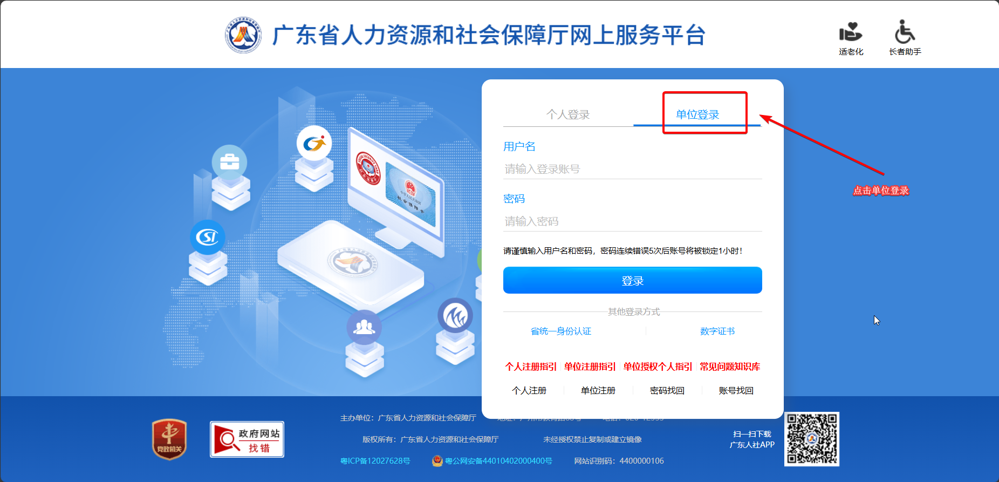 广东省人力资源和社会保障厅网上服务平台
适老化
长者助手
个人登录
单位登录
用户名
请输入登录账号
密码
请输入密码
点击单位登录
请谨慎输入用户名和密码，密码连续错误5次后账号将被锁定1小时！
登录
其他登录方式
省统一身份认证
数字证书
个人注册指引 单位注册指引 单位授权个人指引 常见问题知识库
个人注册 单位注册 密码找回 账号找回
SI
中华人民共和国
社会保障卡
党政机关
政府网站
找错
主办单位：广东省人力资源和社会保障厅
版权所有：广东省人力资源和社会保障厅 未经授权禁止复制或建立镜像
粤ICP备12027628号 粤公网安备44010402000400号 网站识别码：4400000106
扫一扫下载
广东人社APP